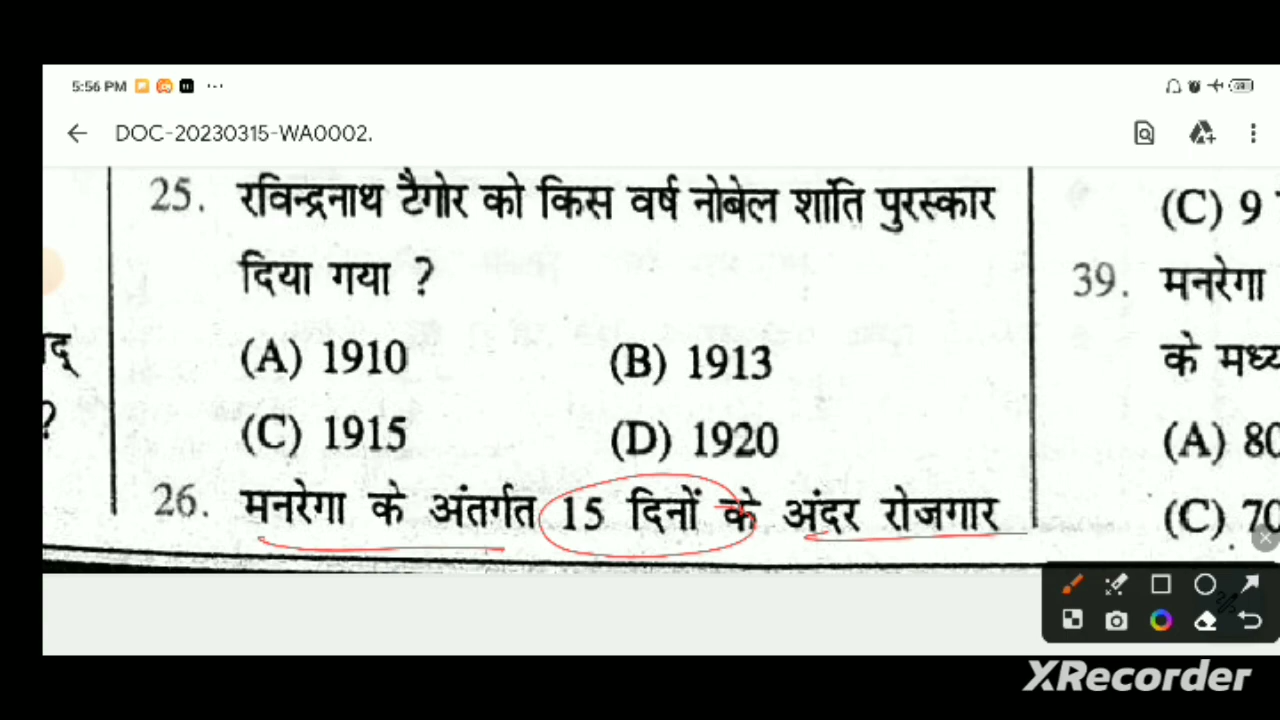 5:56 PM
DOC-20230315-WA0002.
25. रविन्द्रनाथ टैगोर को किस वर्ष नोबेल शांति पुरस्कार
दिया गया ?
(A) 1910 (B) 1913
(C) 1915 (D) 1920
26. मनरेगा के अंतर्गत 15 दिनों के अंदर रोजगार
द्
?
(C) 9
39. मनरेगा
के मध्य
(A) 80
(C) 70
XRecorder